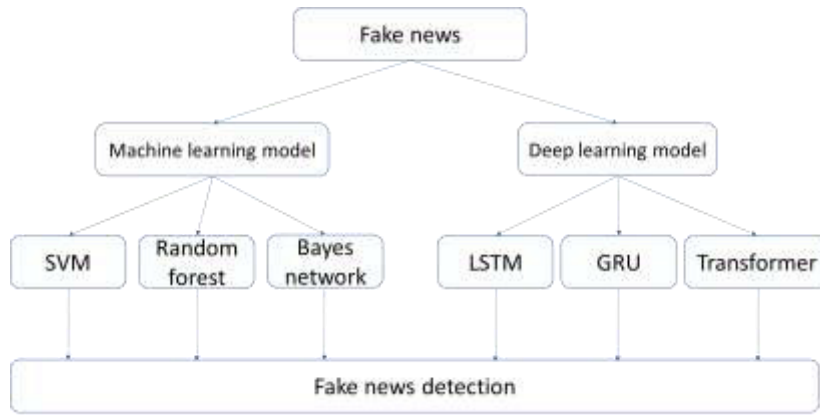 Fake news
Machine learning model
Deep learning model
SVM
Random
forest
Bayes
network
LSTM
GRU
Transformer
Fake news detection